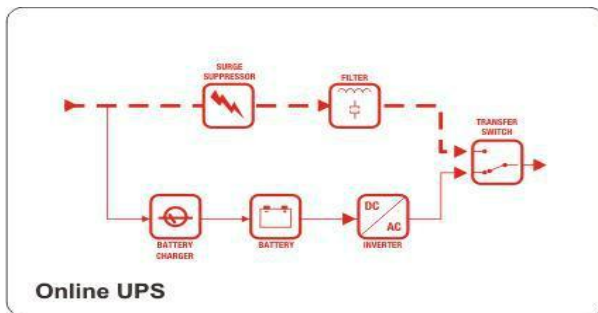 SURGE
SUPPRESSOR
FILTER
TRANSFER
SWITCH
DC
AC
BATTERY
CHARGER
BATTERY
INVERTER
Online UPS